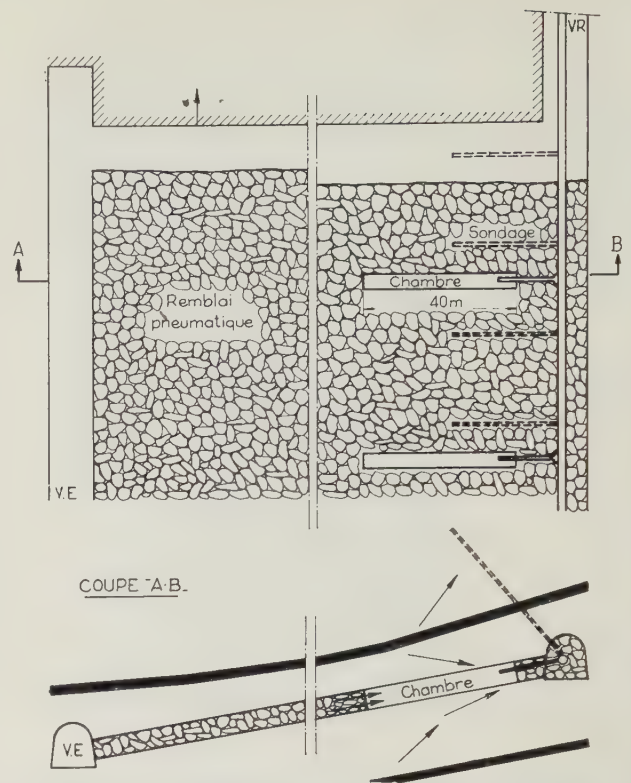 VR
A
B
Sondage
Chambre
40m
Remblai
pneumatique
V.E
COUPE -A-B-
Chambre
V.E